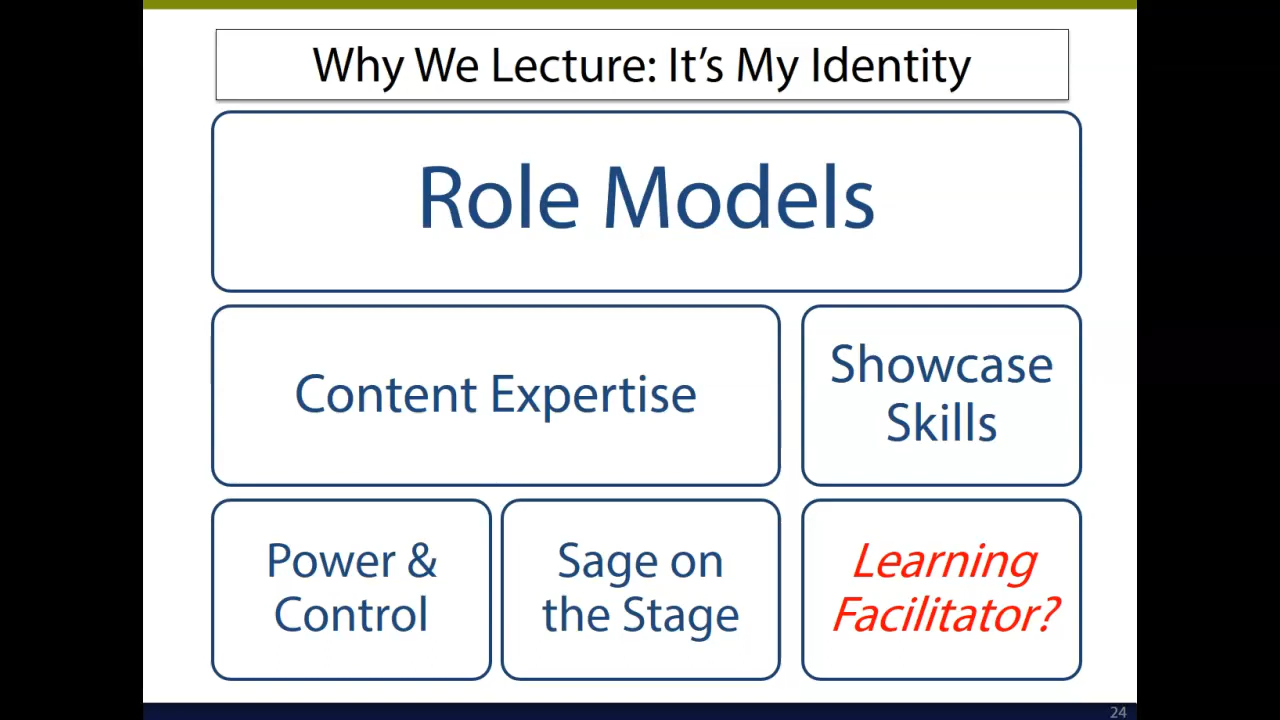 Why We Lecture: It’s My Identity
Role Models
Content Expertise
Showcase
Skills
Power &
Control
Sage on
the Stage
Learning
Facilitator?
24